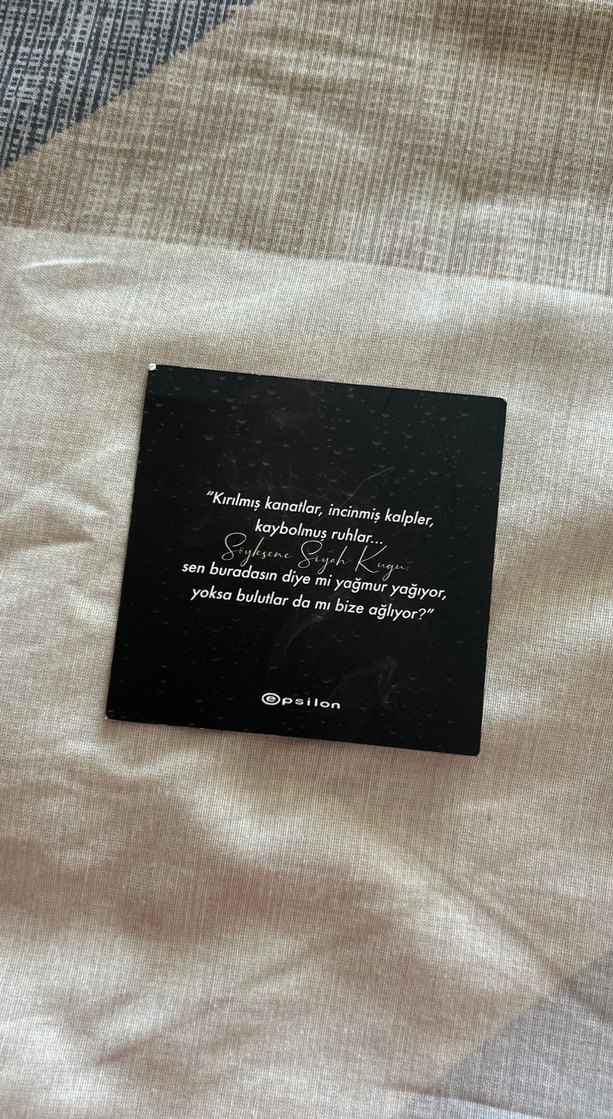 “Kırılmış kanatlar, incinmiş kalpler,
kaybolmuş ruhlar...
Söylesene Siyah Kuğu;
sen buradasın diye mi yağmur yağıyor,
yoksa bulutlar da mı bize ağlıyor?”
epsilon